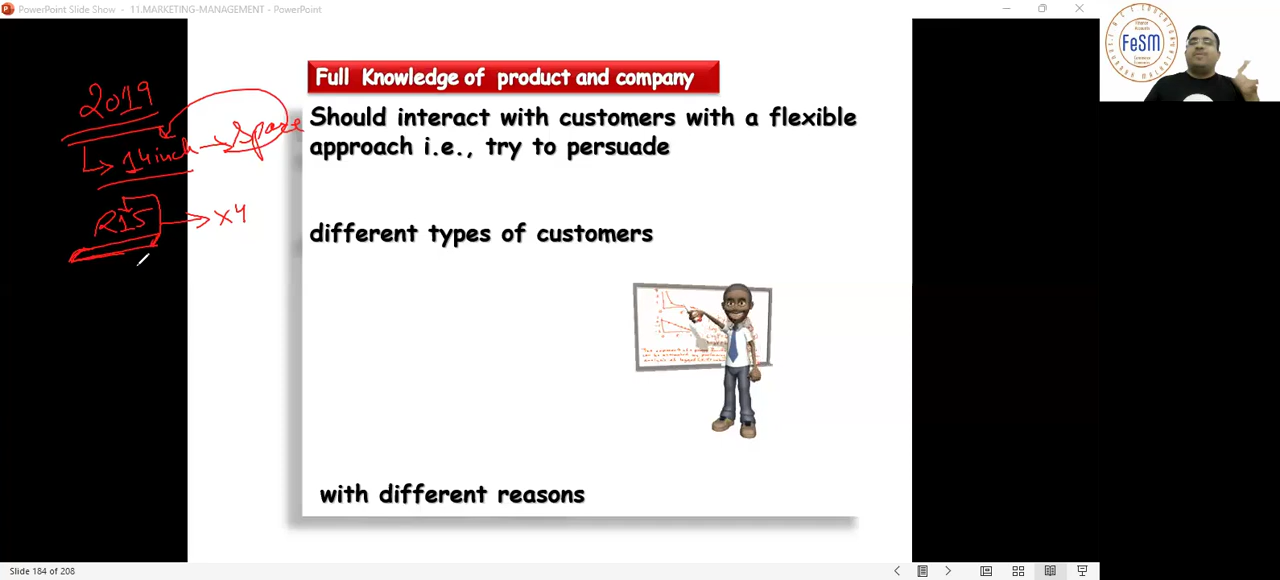 PowerPoint Slide Show - 11.MARKETING-MANAGEMENT - PowerPoint
FeSM
2019
14 inch → Space
R15 → x4
Full Knowledge of product and company
Should interact with customers with a flexible
approach i.e., try to persuade
different types of customers
with different reasons
Slide 184 of 208